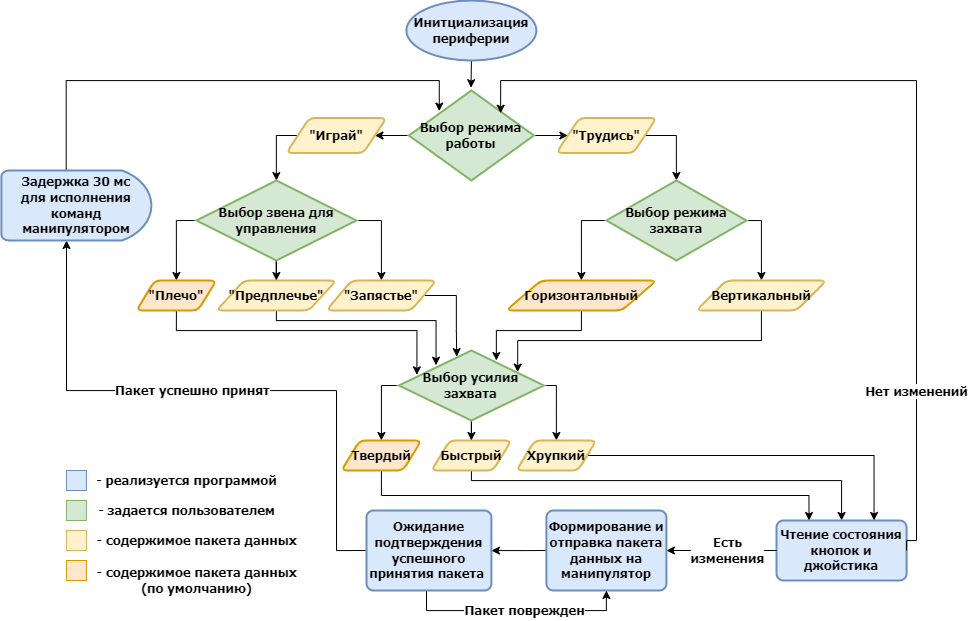 Инитциализация
периферии
Выбор режима
работы
"Играй"
"Трудись"
Задержка 30 мс
для исполнения
команд
манипулятором
Выбор звена для
управления
Выбор режима
захвата
"Плечо"
"Предплечье"
"Запястье"
Горизонтальный
Вертикальный
Выбор усилия
захвата
Пакет успешно принят
Нет изменений
Твердый
Быстрый
Хрупкий
- реализуется программой
- задается пользователем
- содержимое пакета данных
- содержимое пакета данных
(по умолчанию)
Ожидание
подтверждения
успешного
принятия пакета
Формирование и
отправка пакета
данных на
манипулятор
Есть
изменения
Чтение состояния
кнопок и
джойстика
Пакет поврежден